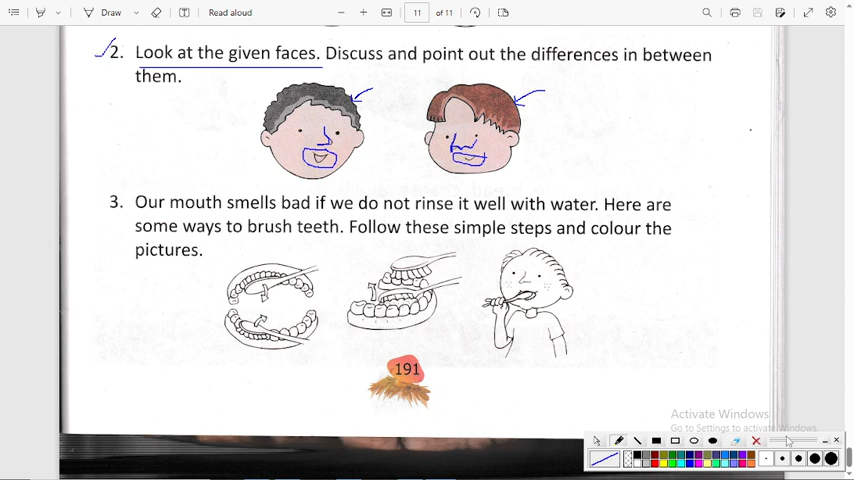 Draw
Read aloud
11
of 11
2. Look at the given faces. Discuss and point out the differences in between
them.
3. Our mouth smells bad if we do not rinse it well with water. Here are
some ways to brush teeth. Follow these simple steps and colour the
pictures.
191
Activate Windows
Go to Settings to activate Windows.